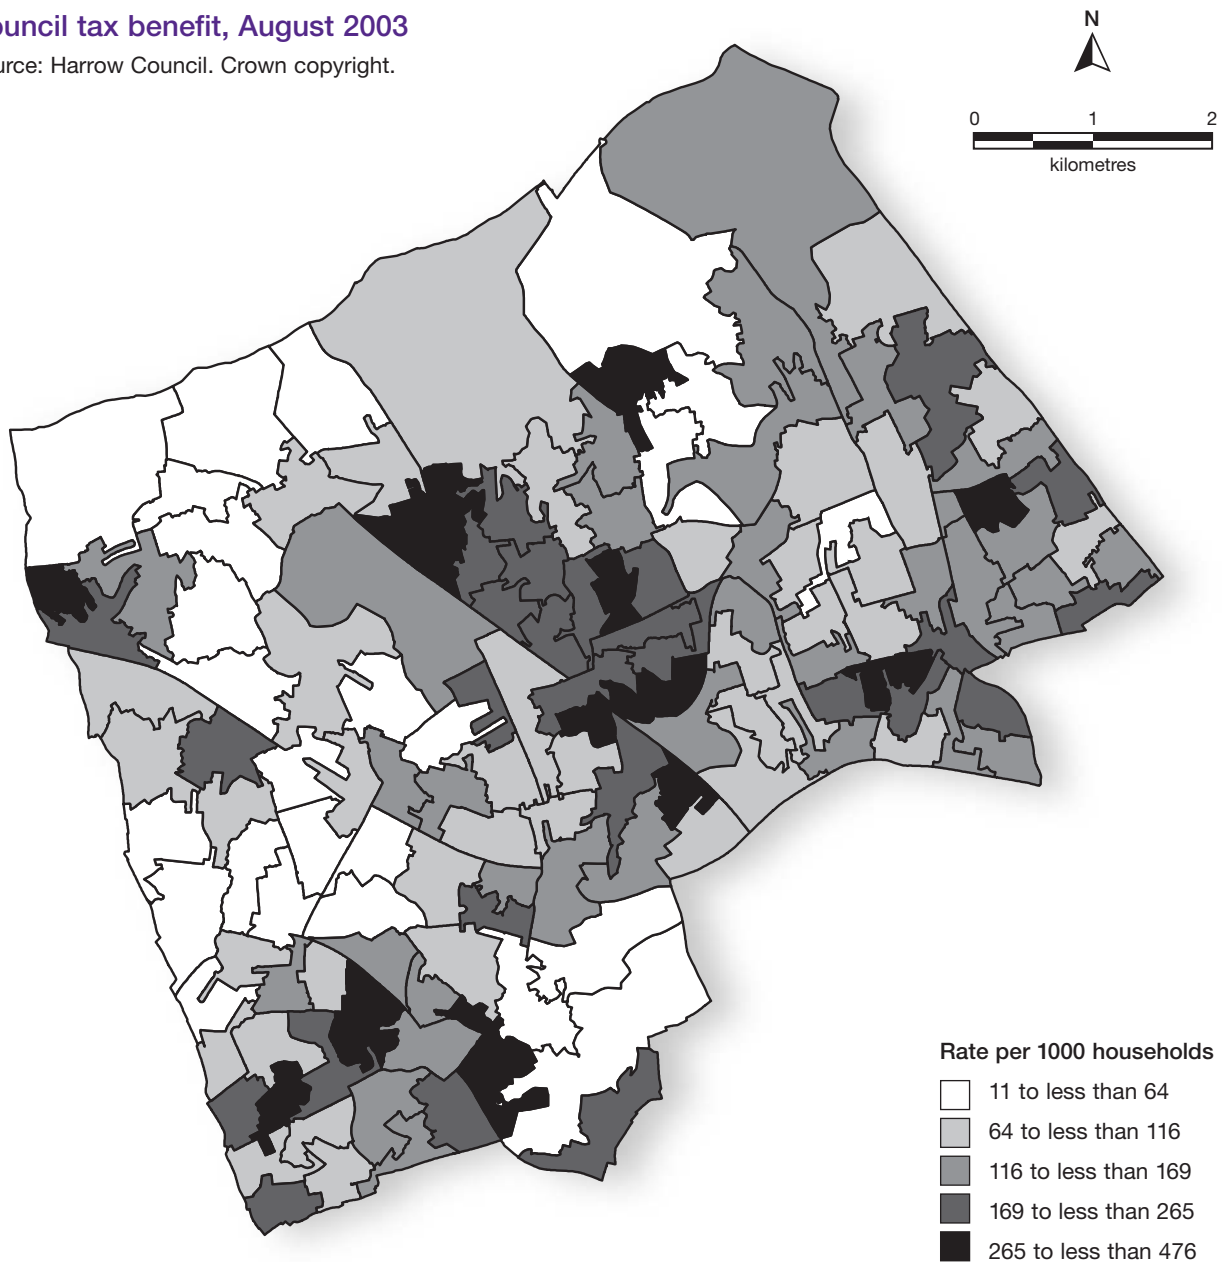 ouncil tax benefit, August 2003
urce: Harrow Council. Crown copyright.
N
0 1 2
kilometres
Rate per 1000 households
11 to less than 64
64 to less than 116
116 to less than 169
169 to less than 265
265 to less than 476